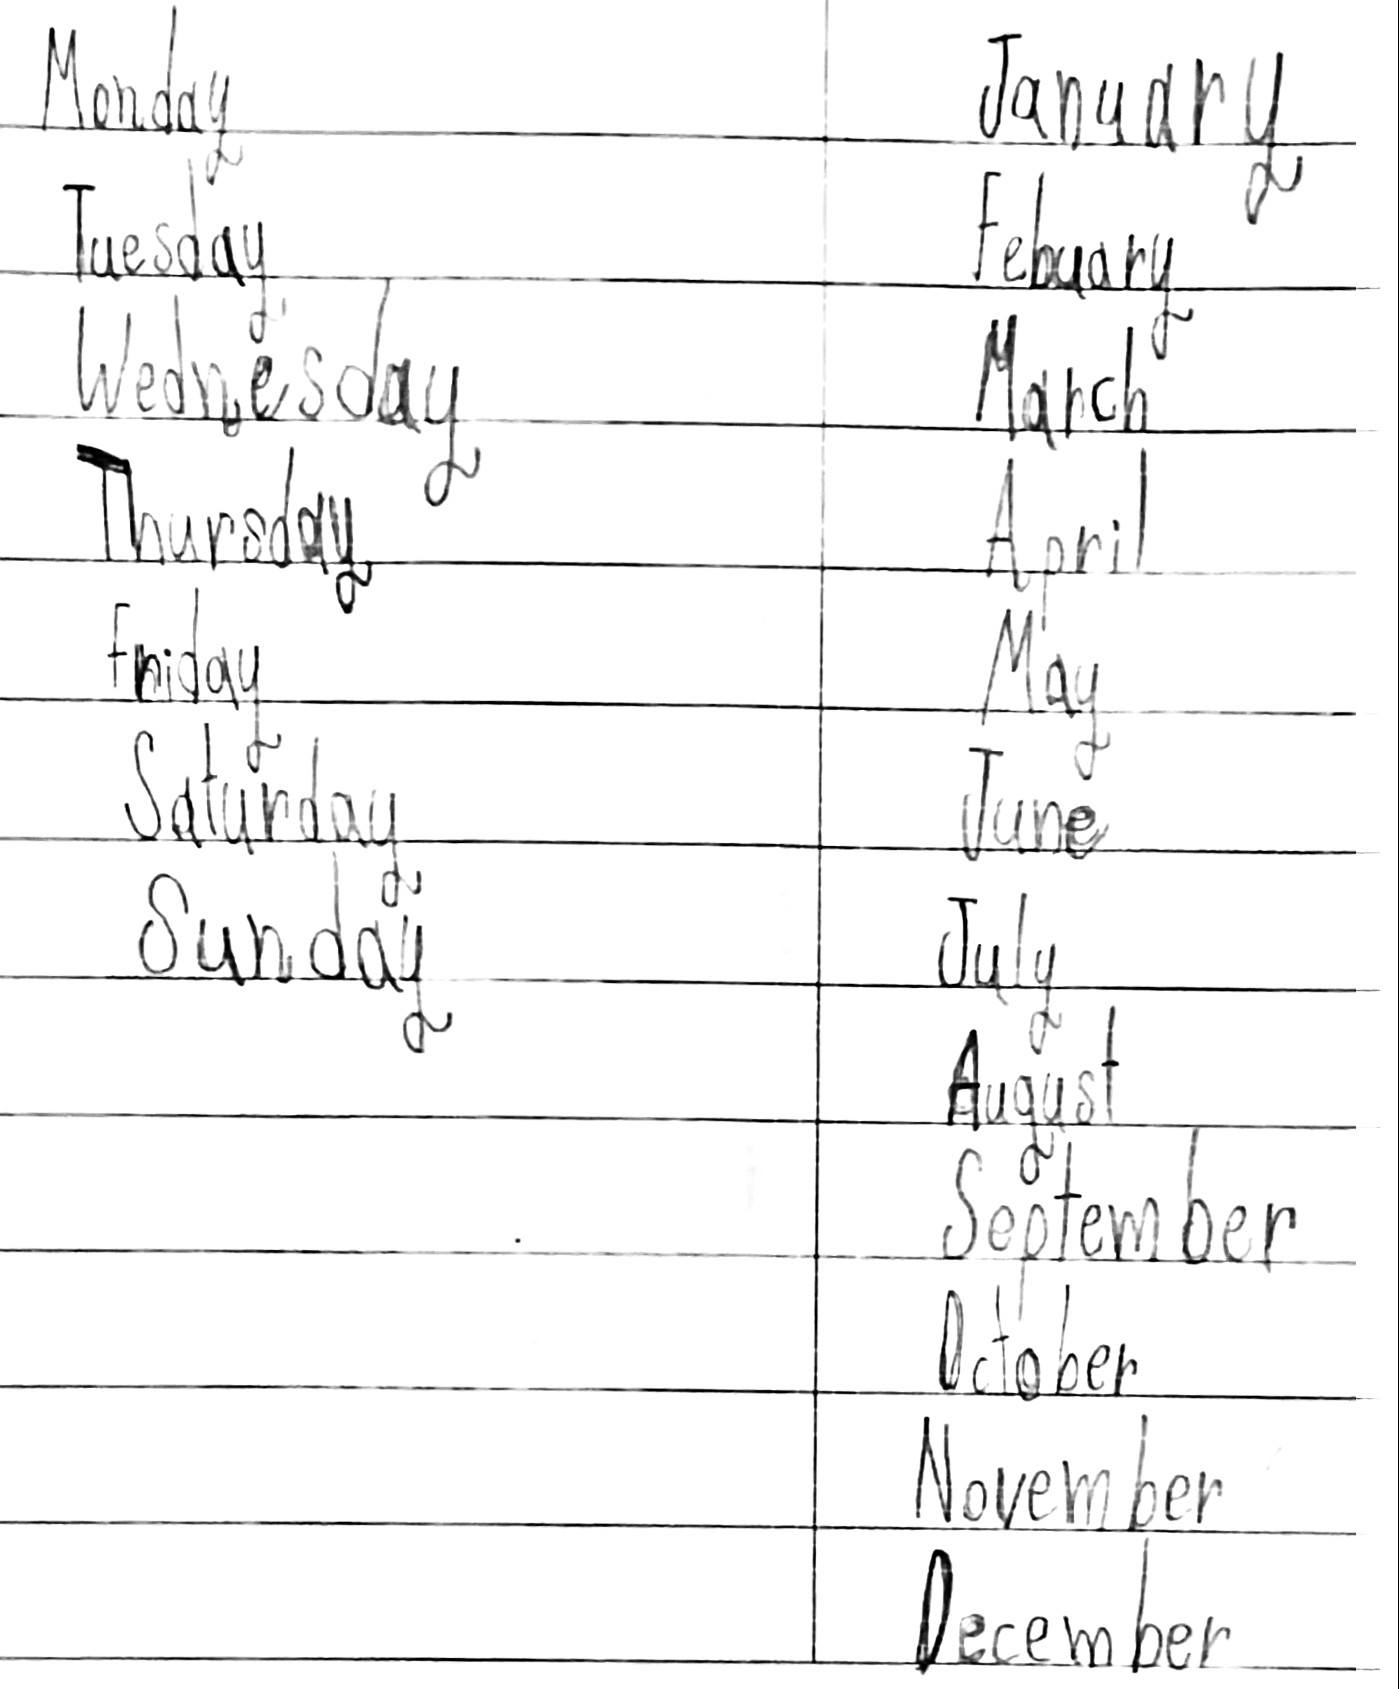 Monday
Tuesday
Wednesday
Thursday
Friday
Saturday
Sunday
January
Febuary
March
April
May
June
July
August
September
October
November
December